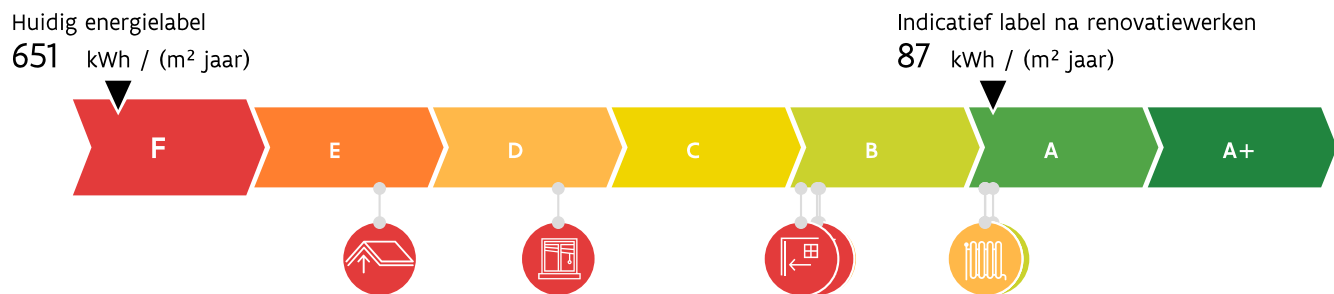 Huidig energielabel
651 kWh / (m² jaar)
Indicatief label na renovatiewerken
87 kWh / (m² jaar)
F E D C B A A+